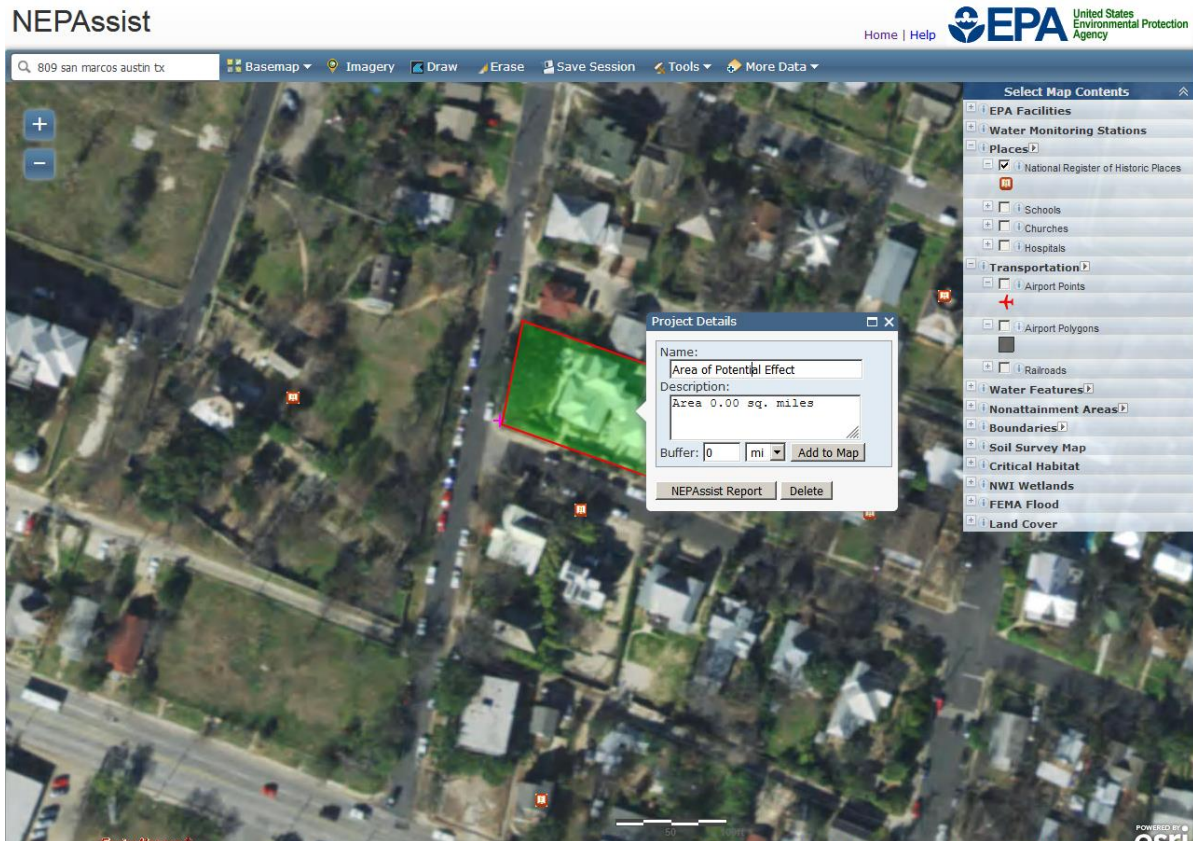 NEPAssist
Home | Help
EPA
United States
Environmental Protection
Agency
809 san marcos austin tx
Basemap
Imagery
Draw
Erase
Save Session
Tools
More Data
Select Map Contents
EPA Facilities
Water Monitoring Stations
Places
National Register of Historic Places
Schools
Churches
Hospitals
Transportation
Airport Points
Airport Polygons
Railroads
Water Features
Nonattainment Areas
Boundaries
Soil Survey Map
Critical Habitat
NWI Wetlands
FEMA Flood
Land Cover
Project Details
Name:
Area of Potential Effect
Description:
Area 0.00 sq. miles
Buffer: 0 mi Add to Map
NEPAssist Report Delete
50
POWERED BY
esri